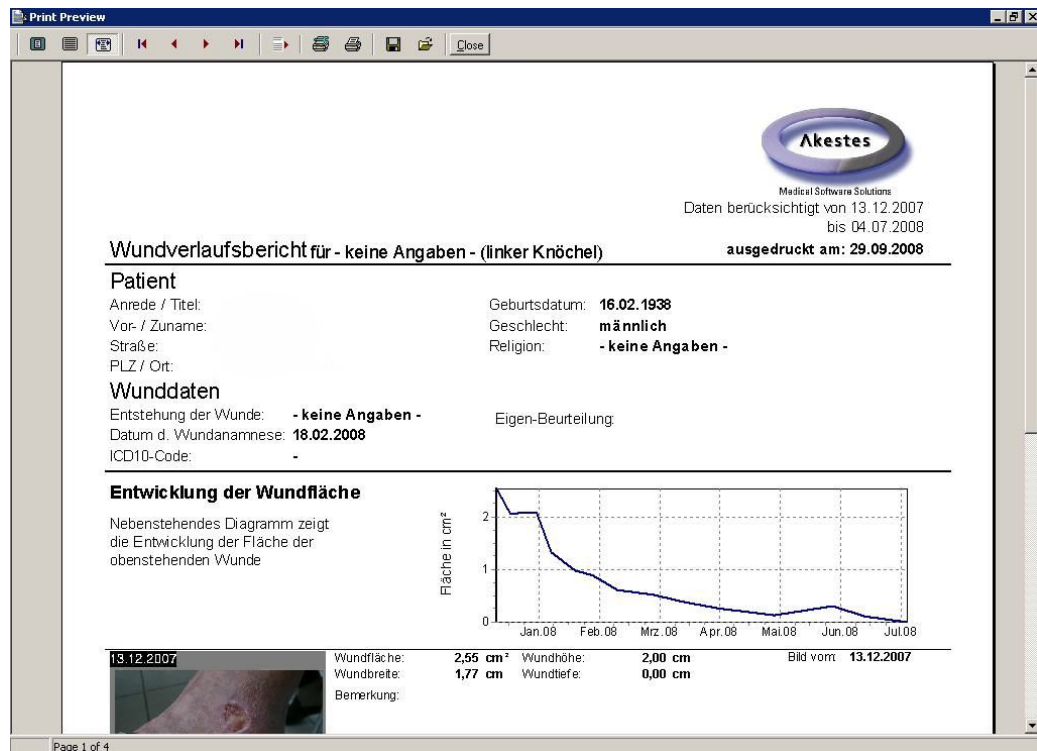 Print Preview
Close
Akestes
Medical Software Solutions
Daten berücksichtigt von 13.12.2007
bis 04.07.2008
Wundverlaufsbericht für - keine Angaben - (linker Knöchel)
ausgedruckt am: 29.09.2008
Patient
Anrede / Titel:
Geburtsdatum: 16.02.1938
Vor- / Zuname:
Geschlecht: männlich
Straße:
Religion: - keine Angaben -
PLZ / Ort:
Wunddaten
Entstehung der Wunde: - keine Angaben -
Eigen-Beurteilung:
Datum d. Wundanamnese: 18.02.2008
ICD10-Code: -
Entwicklung der Wundfläche
Nebenstehendes Diagramm zeigt
die Entwicklung der Fläche der
obenstehenden Wunde
Fläche in cm²
2
1
0
Jan.08 Feb.08 Mrz.08 Apr.08 Mai.08 Jun.08 Jul.08
13.12.2007
Wundfläche: 2,55 cm² Wundhöhe: 2,00 cm Bild vom: 13.12.2007
Wundbreite: 1,77 cm Wundtiefe: 0,00 cm
Bemerkung:
Page 1 of 4